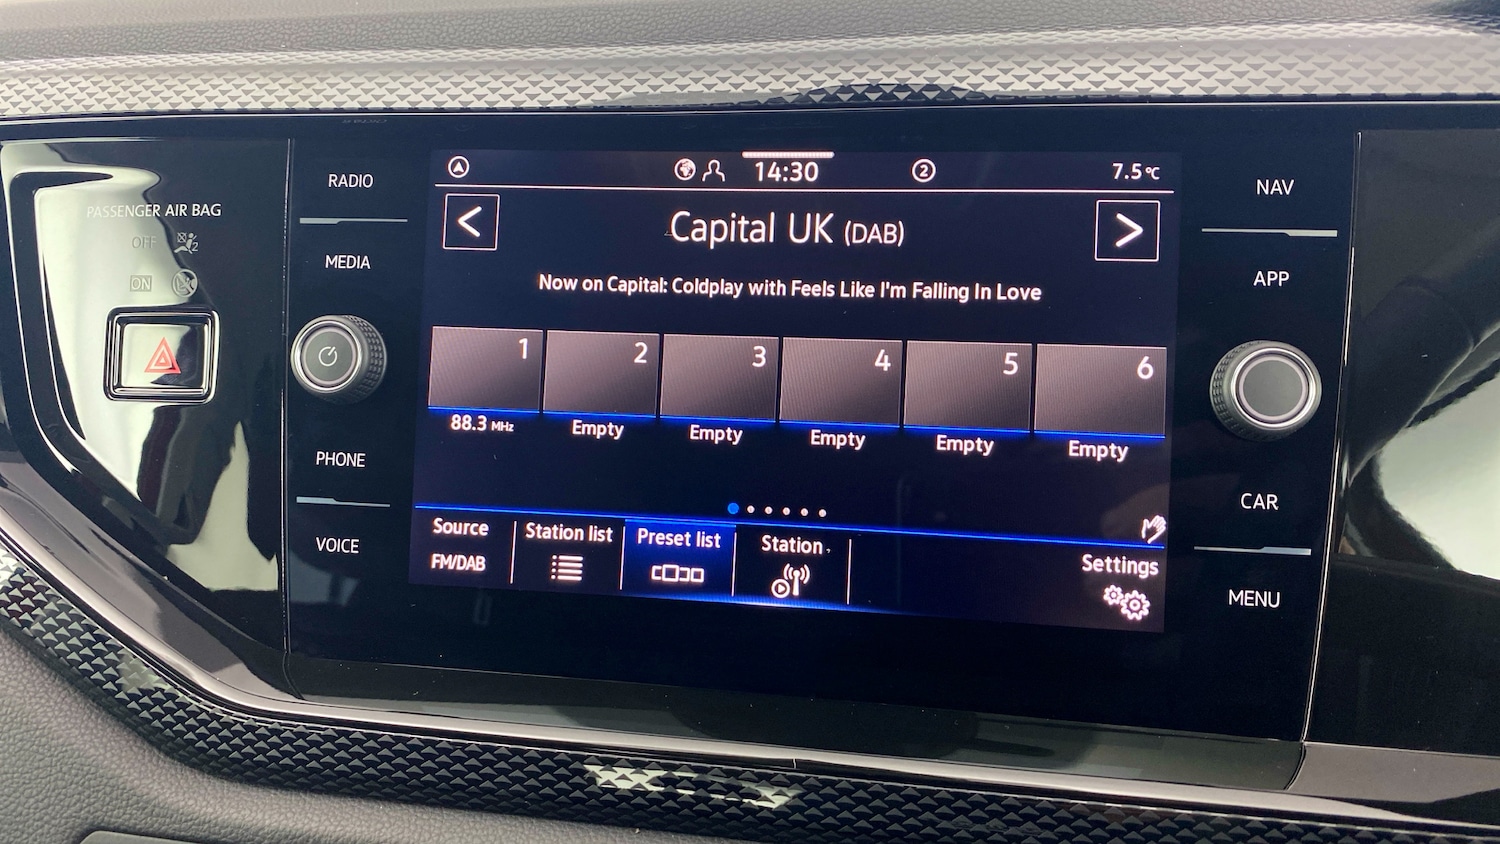 PASSENGER AIR BAG
OFF
ON
RADIO
MEDIA
PHONE
VOICE
14:30
2
7.5°C
<
Capital UK (DAB)
>
Now on Capital: Coldplay with Feels Like I'm Falling In Love
1 2 3 4 5 6
88.3 MHz Empty Empty Empty Empty Empty
Source
FM/DAB
Station list
Preset list
Station
Settings
NAV
APP
CAR
MENU